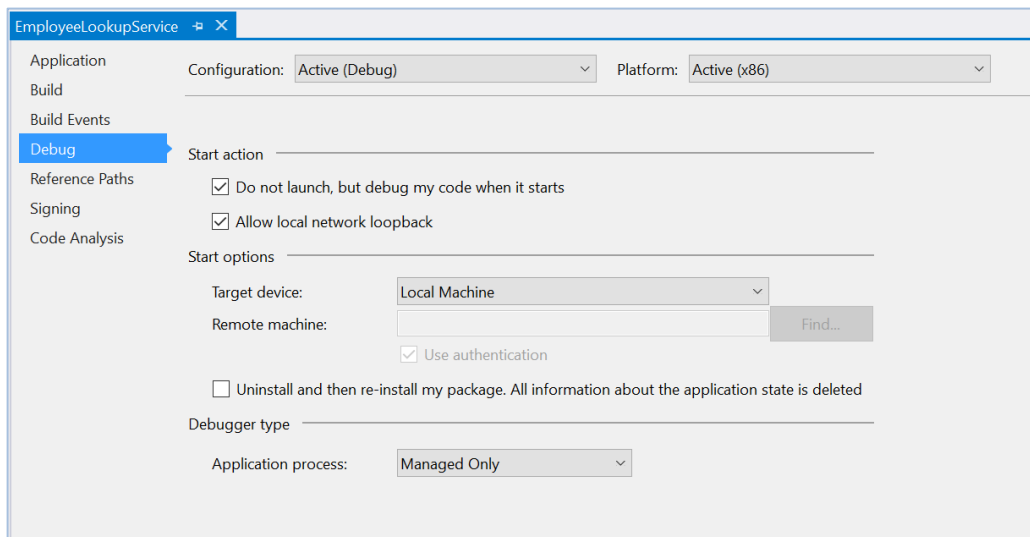 EmployeeLookupService
Application
Build
Build Events
Debug
Reference Paths
Signing
Code Analysis
Configuration: Active (Debug) Platform: Active (x86)
Start action
Do not launch, but debug my code when it starts
Allow local network loopback
Start options
Target device: Local Machine
Remote machine: Find...
Use authentication
Uninstall and then re-install my package. All information about the application state is deleted
Debugger type
Application process: Managed Only